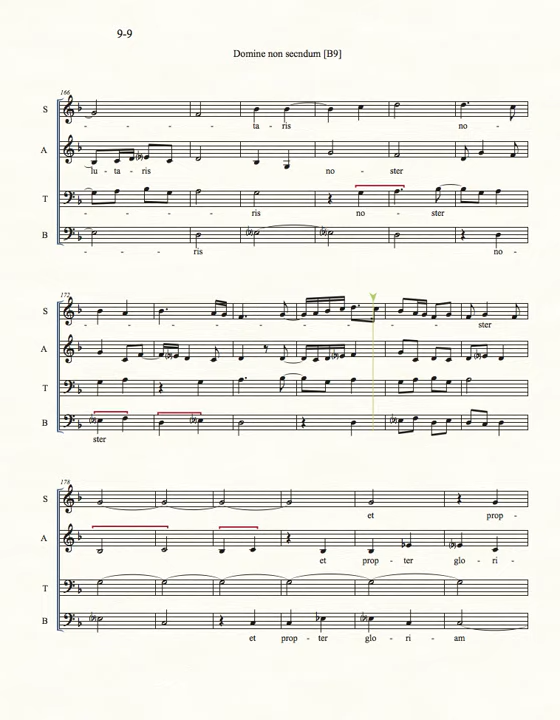 9-9
Domine non secndum [B9]
166
S
- - - ta - ris - - - no -
A
lu - ta - ris no - ster
T
- - - ris no - ster
B
- - - ris no -
172
S
- - - - - - - - - ster
A
T
B
ster
178
S
et prop -
A
et prop - ter glo - ri -
T
B
et prop - ter glo - ri - am